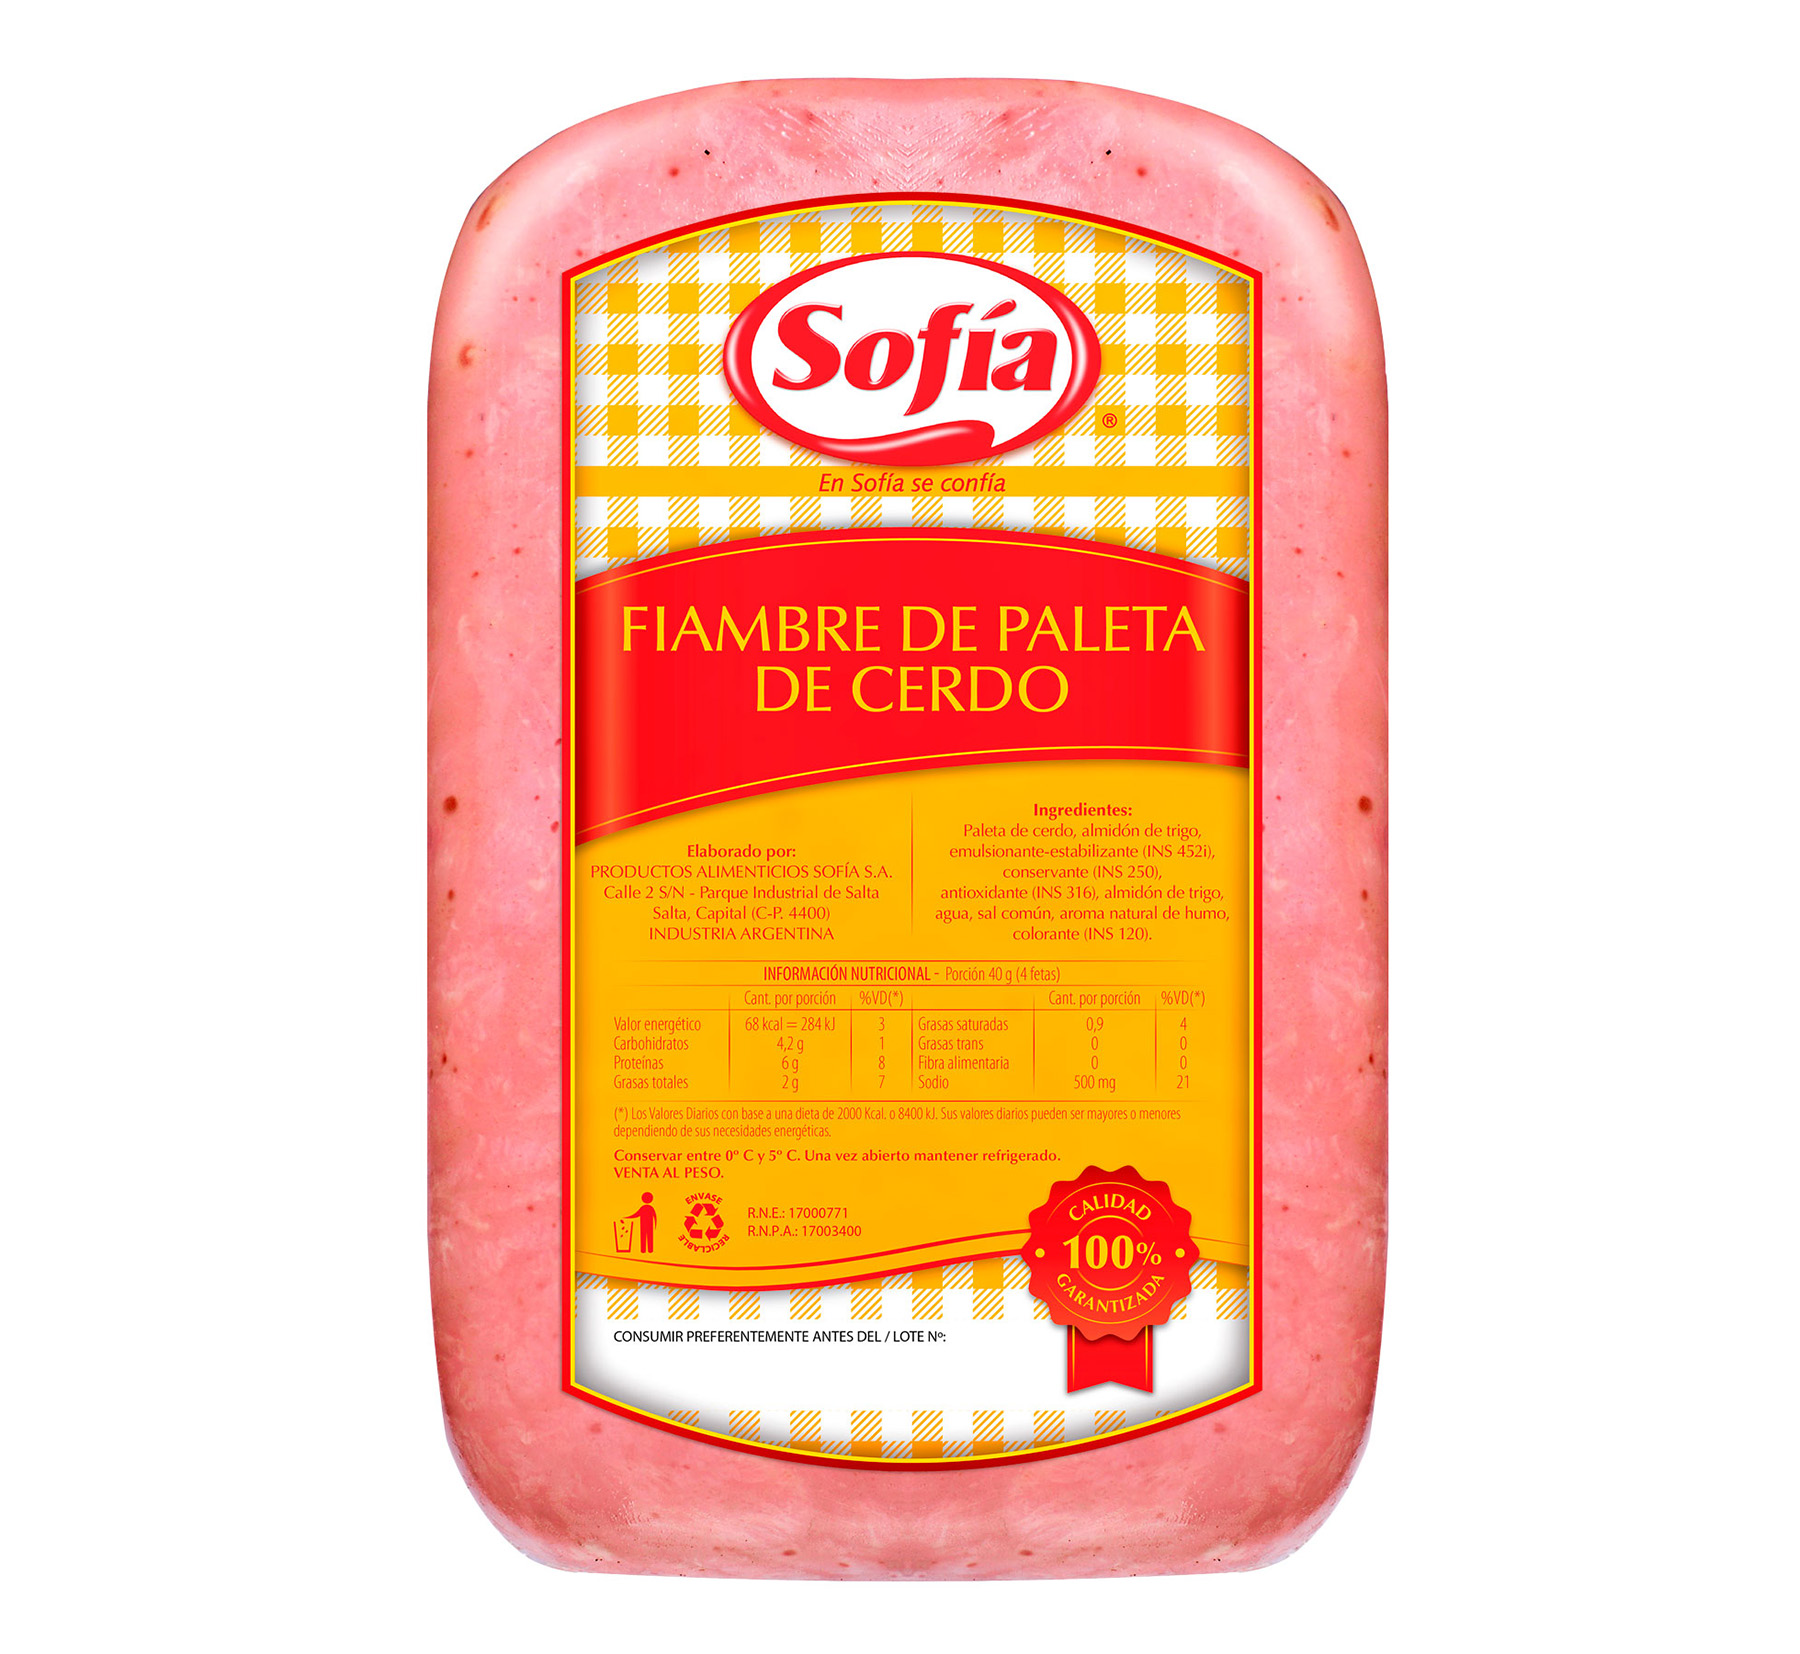 Sofía
®
En Sofía se confía
FIAMBRE DE PALETA
DE CERDO
Elaborado por:
PRODUCTOS ALIMENTICIOS SOFÍA S.A.
Calle 2 S/N - Parque Industrial de Salta
Salta, Capital (C-P. 4400)
INDUSTRIA ARGENTINA
Ingredientes:
Paleta de cerdo, almidón de trigo,
emulsionante-estabilizante (INS 452i),
conservante (INS 250),
antioxidante (INS 316), almidón de trigo,
agua, sal común, aroma natural de humo,
colorante (INS 120).
INFORMACIÓN NUTRICIONAL - Porción 40 g (4 fetas)
Cant. por porción %VD(*) Cant. por porción %VD(*)
Valor energético 68 kcal = 284 kJ 3 Grasas saturadas 0,9 4
Carbohidratos 4,2 g 1 Grasas trans 0 0
Proteínas 6 g 8 Fibra alimentaria 0 0
Grasas totales 2 g 7 Sodio 500 mg 21
(*) Los Valores Diarios con base a una dieta de 2000 Kcal. o 8400 kJ. Sus valores diarios pueden ser mayores o menores
dependiendo de sus necesidades energéticas.
Conservar entre 0º C y 5º C. Una vez abierto mantener refrigerado.
VENTA AL PESO.
ENVASE
RECICLABLE
R.N.E.: 17000771
R.N.P.A.: 17003400
CALIDAD
100%
GARANTIZADA
CONSUMIR PREFERENTEMENTE ANTES DEL / LOTE Nº: